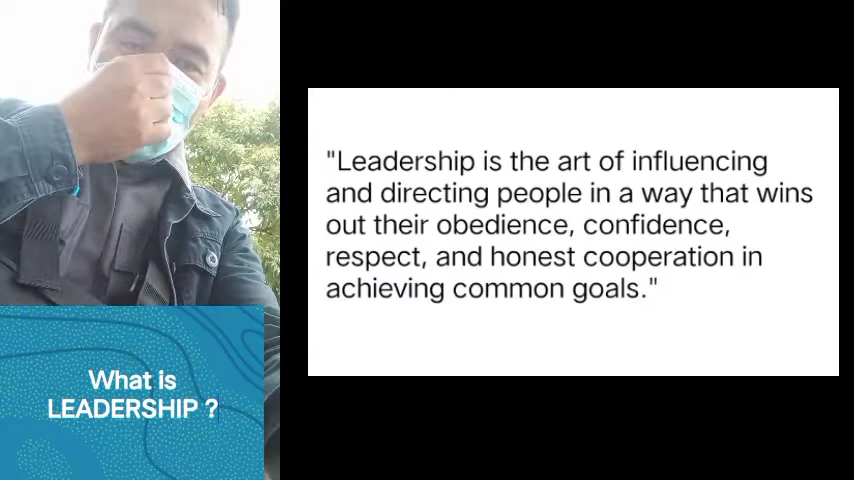 What is
LEADERSHIP ?
"Leadership is the art of influencing
and directing people in a way that wins
out their obedience, confidence,
respect, and honest cooperation in
achieving common goals."